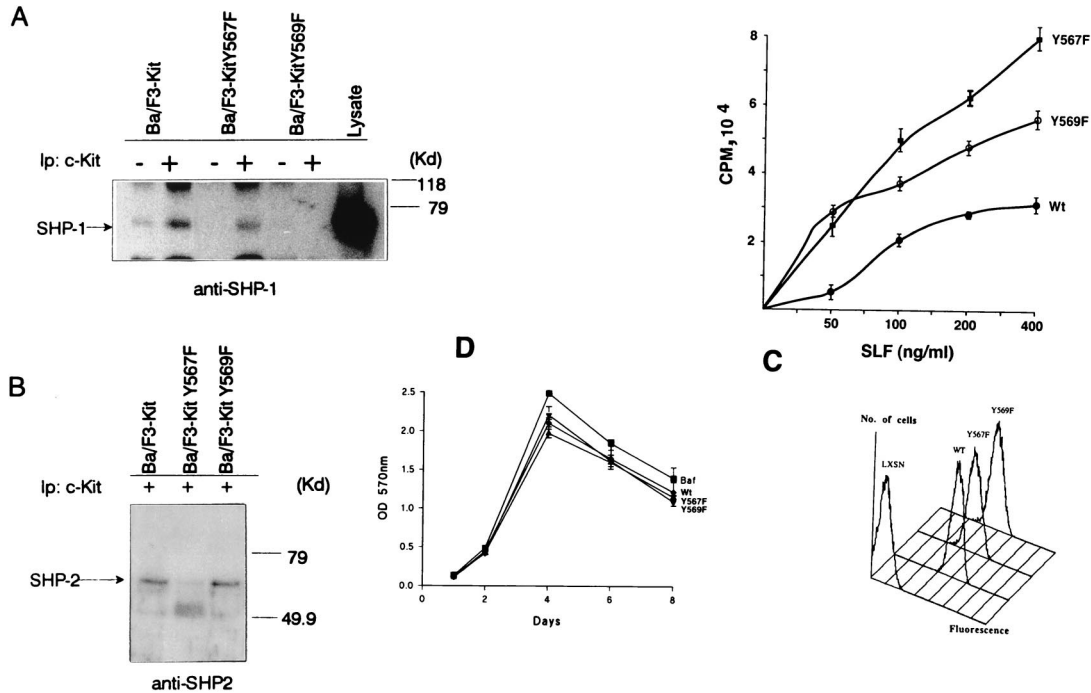 A
Ba/F3-Kit
Ba/F3-KitY567F
Ba/F3-KitY569F
Lysate
Ip: c-Kit - + - + - + (Kd)
118
79
SHP-1
anti-SHP-1
CPM, 10 4
8
6
4
2
50 100 200 400
SLF (ng/ml)
Y567F
Y569F
Wt
B
Ba/F3-Kit
Ba/F3-Kit Y567F
Ba/F3-Kit Y569F
Ip: c-Kit + + + (Kd)
79
SHP-2
49.9
anti-SHP2
D
OD 570nm
2.5
2.0
1.5
1.0
0.5
0.0
0 2 4 6 8
Days
Baf
Wt
Y567F
Y569F
C
No. of cells
LXSN
WT
Y567F
Y569F
Fluorescence